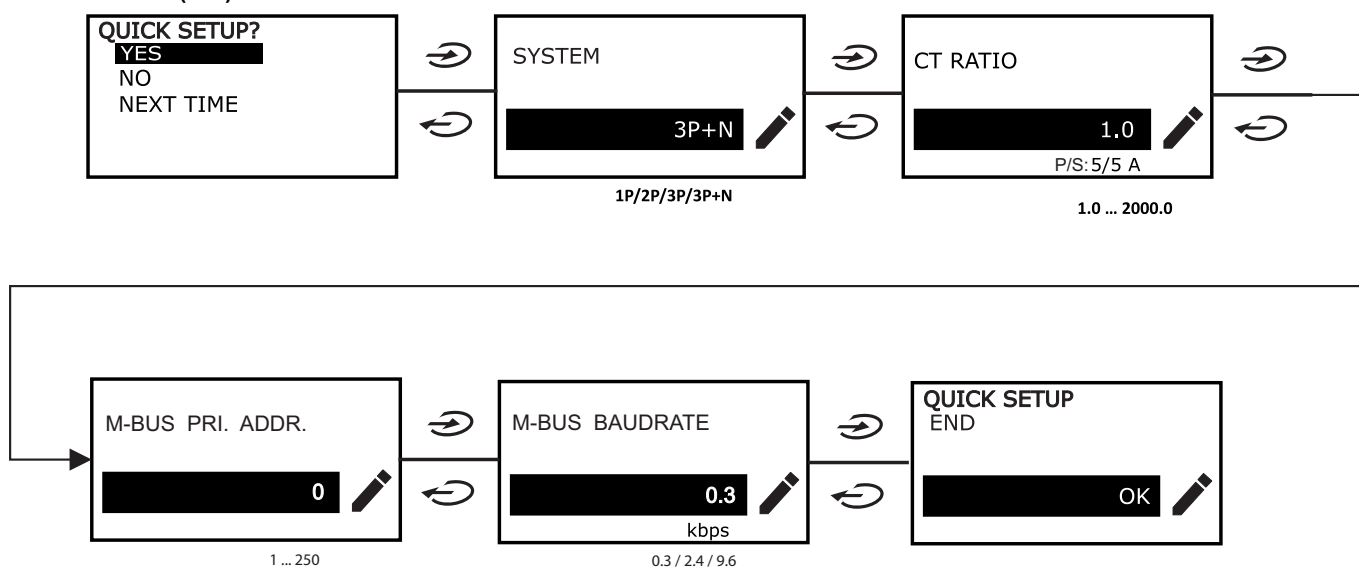 QUICK SETUP?
YES
NO
NEXT TIME
SYSTEM
3P+N
1P/2P/3P/3P+N
CT RATIO
1.0
P/S:5/5 A
1.0 ... 2000.0
M-BUS PRI. ADDR.
0
1 ... 250
M-BUS BAUDRATE
0.3
kbps
0.3 / 2.4 / 9.6
QUICK SETUP
END
OK